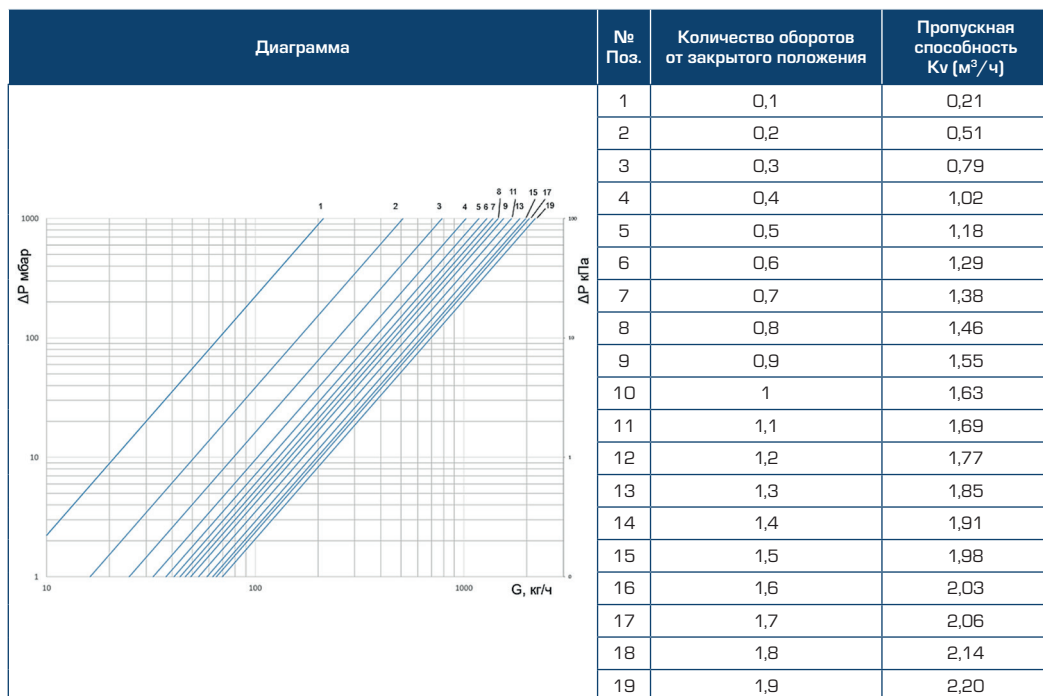 Диаграмма
№ Поз.
Количество оборотов
от закрытого положения
Пропускная
способность
Kv (м³/ч)
1 0,1 0,21
2 0,2 0,51
3 0,3 0,79
4 0,4 1,02
5 0,5 1,18
6 0,6 1,29
7 0,7 1,38
8 0,8 1,46
9 0,9 1,55
10 1 1,63
11 1,1 1,69
12 1,2 1,77
13 1,3 1,85
14 1,4 1,91
15 1,5 1,98
16 1,6 2,03
17 1,7 2,06
18 1,8 2,14
19 1,9 2,20
8 11 15 17
1 2 3 4 5 6 7 9 13 19
1000 100
ΔP мбар
ΔP кПа
100 10
10 1
1 0
10 100 1000
G, кг/ч